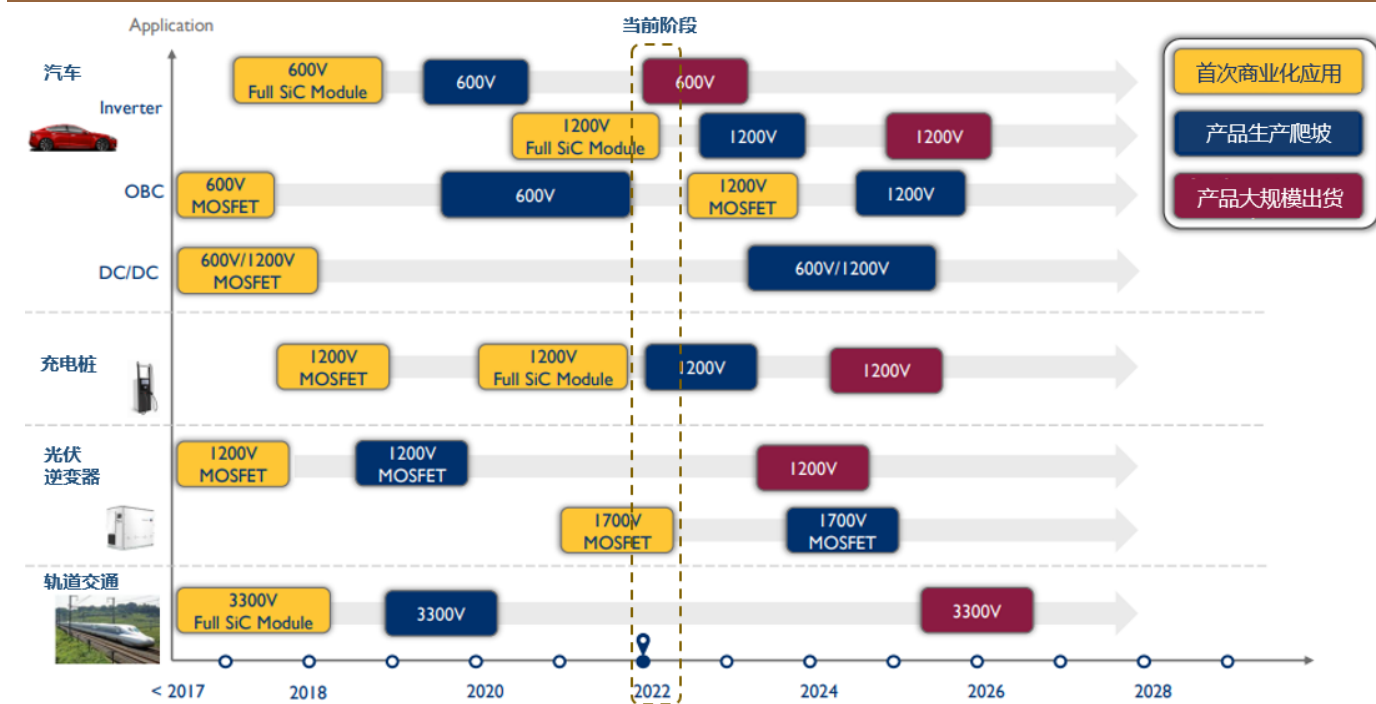 Application
当前阶段
汽车
600V
Full SiC Module
600V
600V
首次商业化应用
Inverter
1200V
Full SiC Module
1200V
1200V
产品生产爬坡
OBC
600V
MOSFET
600V
1200V
MOSFET
1200V
产品大规模出货
DC/DC
600V/1200V
MOSFET
600V/1200V
充电桩
1200V
MOSFET
1200V
Full SiC Module
1200V
1200V
光伏
逆变器
1200V
MOSFET
1200V
MOSFET
1200V
1700V
MOSFET
1700V
MOSFET
轨道交通
3300V
Full SiC Module
3300V
3300V
< 2017
2018
2020
2022
2024
2026
2028